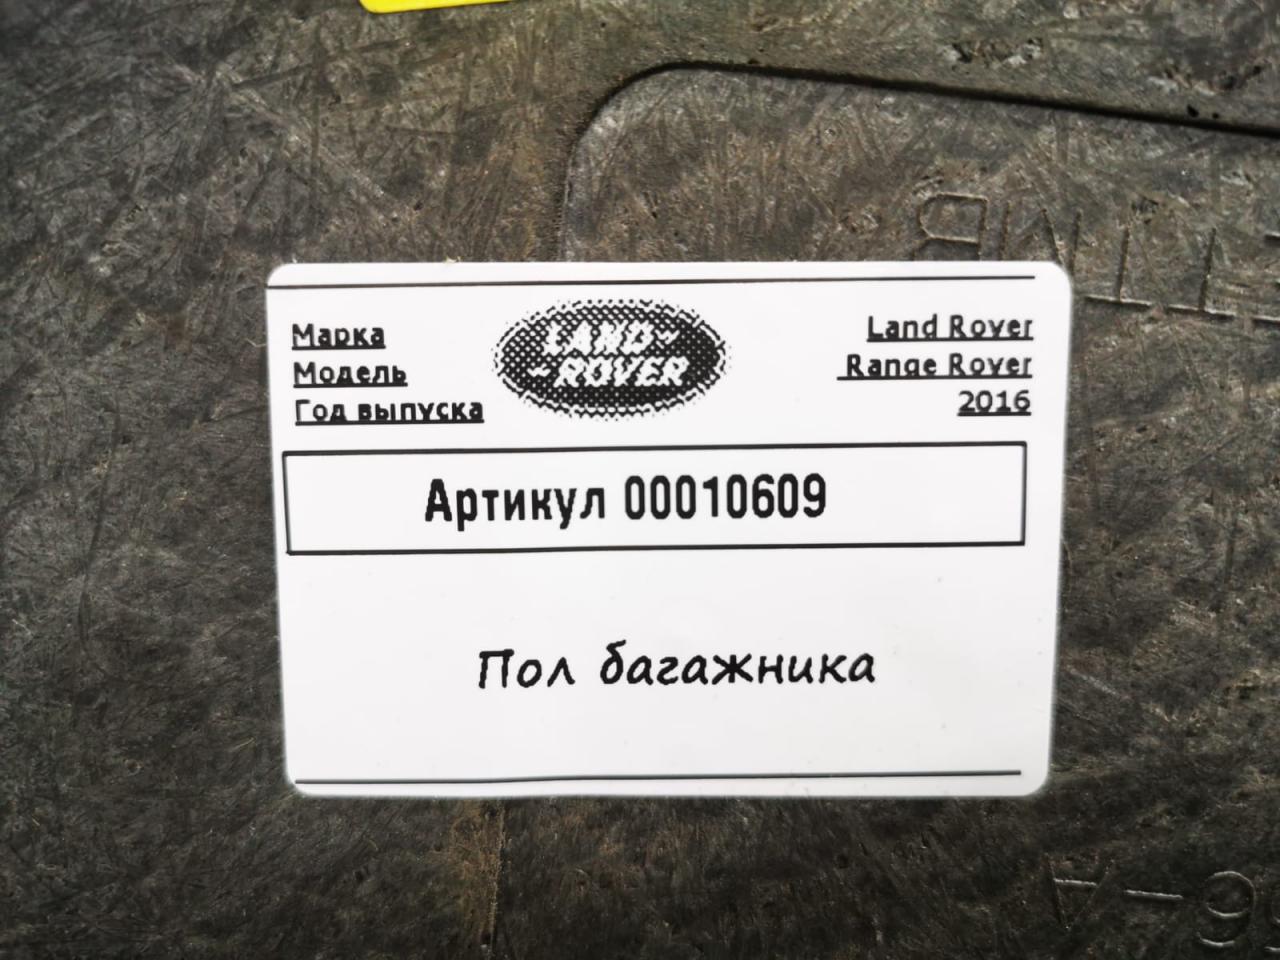 Марка
Модель
Год выпуска
LAND-
-ROVER
Land Rover
Range Rover
2016
Артикул 00010609
Пол багажника